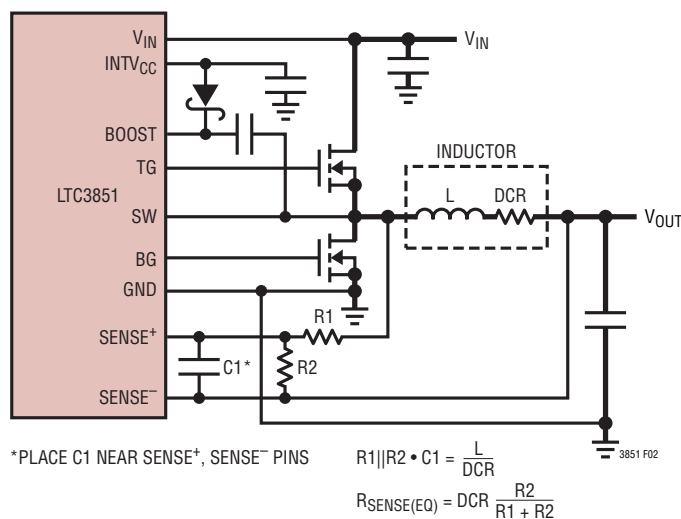 V_IN
V_IN
INTV_CC
BOOST
INDUCTOR
TG
L
DCR
LTC3851
SW
V_OUT
BG
GND
R1
SENSE⁺
C1*
R2
SENSE⁻
3851 F02
*PLACE C1 NEAR SENSE⁺, SENSE⁻ PINS
R1||R2 • C1 = L/DCR
R_SENSE(EQ) = DCR R2/(R1 + R2)